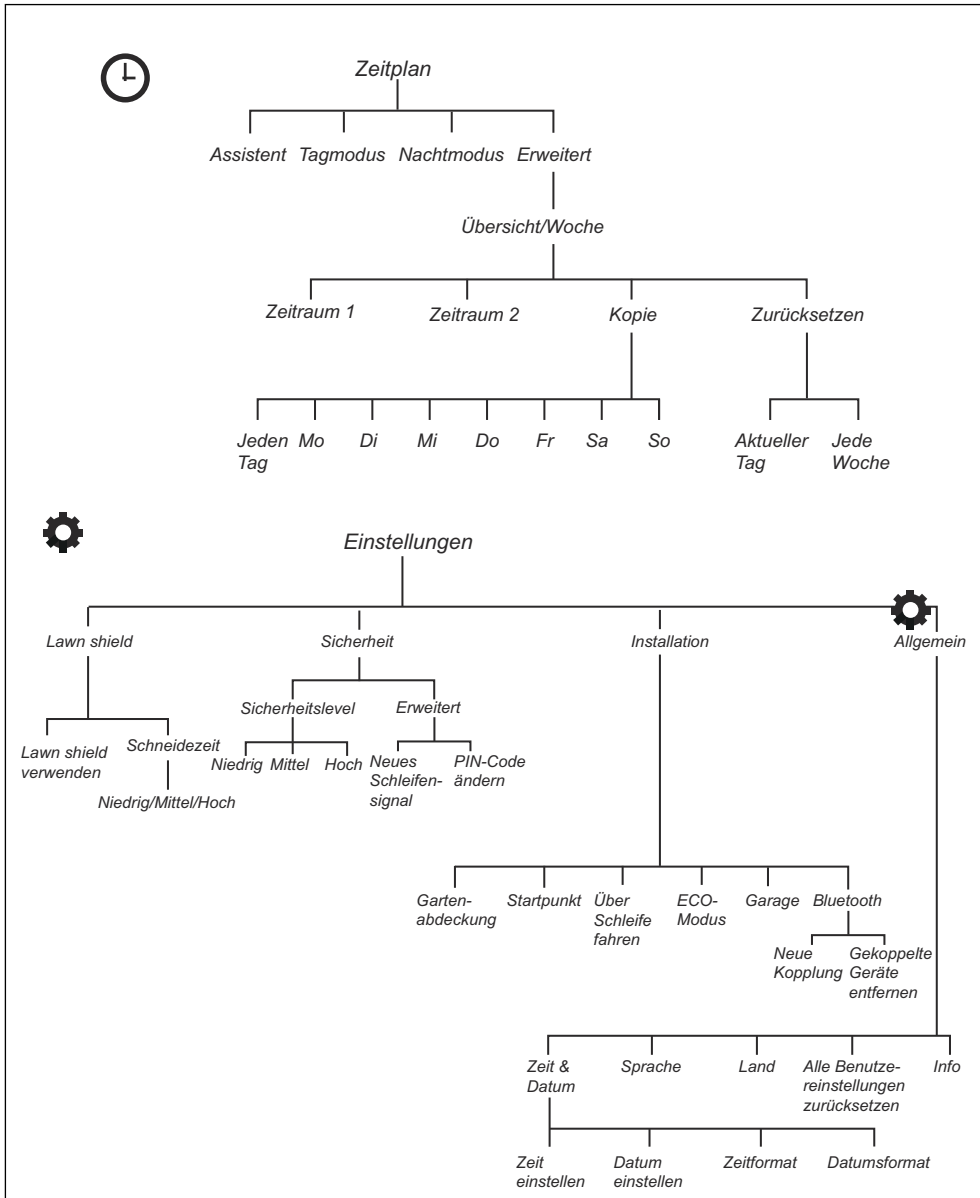 Zeitplan
Assistent Tagmodus Nachtmodus Erweitert
Übersicht/Woche
Zeitraum 1 Zeitraum 2 Kopie Zurücksetzen
Jeden Tag Mo Di Mi Do Fr Sa So Aktueller Tag Jede Woche
Einstellungen
Lawn shield Sicherheit Installation Allgemein
Sicherheitslevel Erweitert
Lawn shield verwenden Schneidezeit
Niedrig Mittel Hoch Neues Schleifen-signal PIN-Code ändern
Niedrig/Mittel/Hoch
Garten-abdeckung Startpunkt Über Schleife fahren ECO-Modus Garage Bluetooth
Neue Kopplung Gekoppelte Geräte entfernen
Zeit & Datum Sprache Land Alle Benutze-reinstellungen zurücksetzen Info
Zeit einstellen Datum einstellen Zeitformat Datumsformat